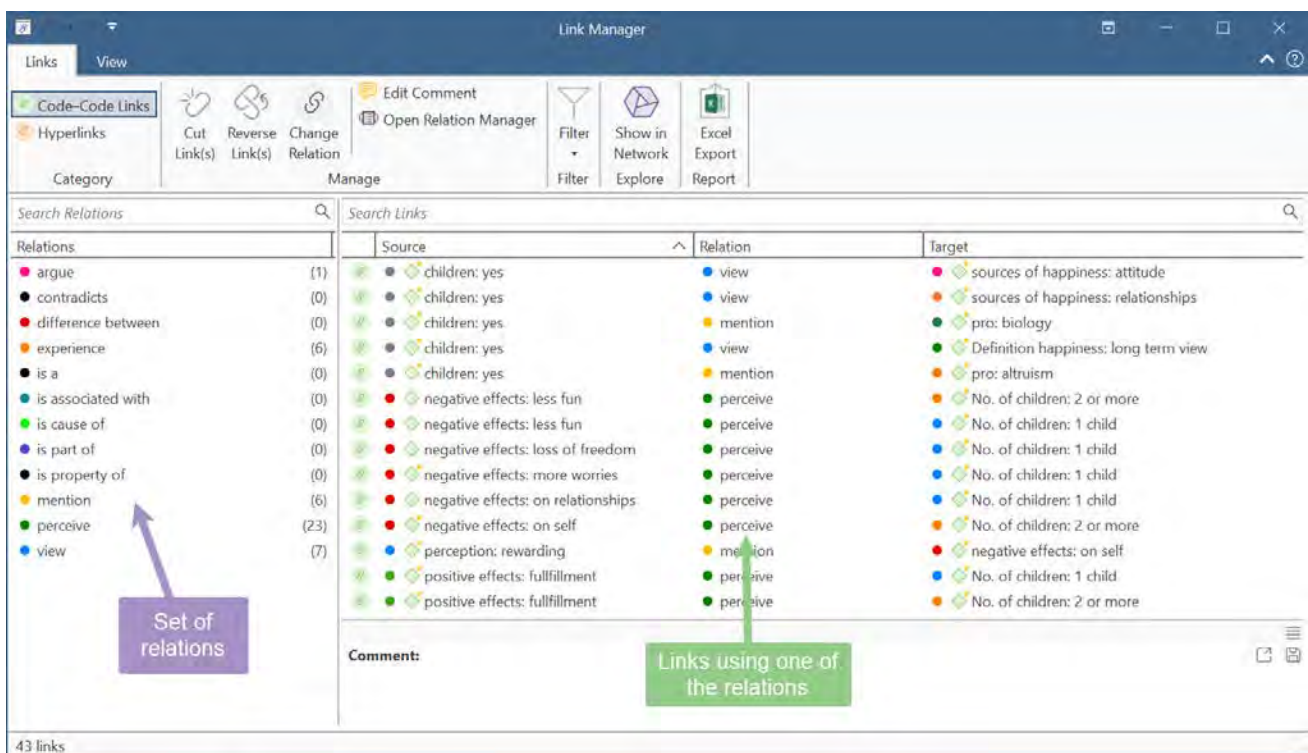 Link Manager
Links View
Code–Code Links
Hyperlinks
Category
Cut Link(s)
Reverse Link(s)
Change Relation
Edit Comment
Open Relation Manager
Manage
Filter
Filter
Show in Network
Explore
Excel Export
Report
Search Relations
Relations
argue (1)
contradicts (0)
difference between (0)
experience (6)
is a (0)
is associated with (0)
is cause of (0)
is part of (0)
is property of (0)
mention (6)
perceive (23)
view (7)
Set of
relations
Search Links
Source Relation Target
children: yes view sources of happiness: attitude
children: yes view sources of happiness: relationships
children: yes mention pro: biology
children: yes view Definition happiness: long term view
children: yes mention pro: altruism
negative effects: less fun perceive No. of children: 2 or more
negative effects: less fun perceive No. of children: 1 child
negative effects: loss of freedom perceive No. of children: 1 child
negative effects: more worries perceive No. of children: 1 child
negative effects: on relationships perceive No. of children: 1 child
negative effects: on self perceive No. of children: 2 or more
perception: rewarding mention negative effects: on self
positive effects: fullfillment perceive No. of children: 1 child
positive effects: fullfillment perceive No. of children: 2 or more
Comment:
Links using one of
the relations
43 links